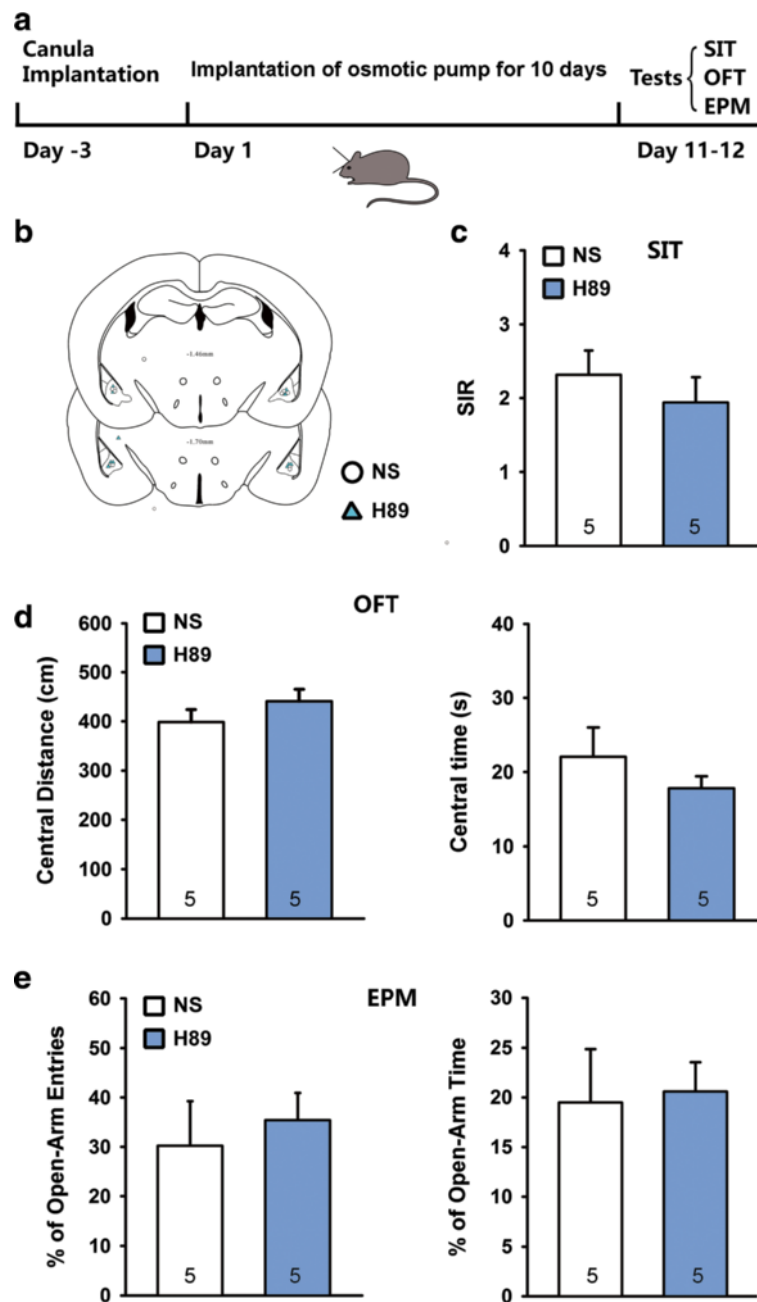 a
Canula
Implantation
Implantation of osmotic pump for 10 days
Tests
SIT
OFT
EPM
Day -3
Day 1
Day 11-12
b
-1.46mm
-1.70mm
NS
H89
c
SIT
NS
H89
SIR
4
3
2
1
0
5
5
d
OFT
NS
H89
Central Distance (cm)
600
500
400
300
200
100
0
5
5
Central time (s)
40
30
20
10
0
5
5
e
EPM
NS
H89
% of Open-Arm Entries
60
50
40
30
20
10
0
5
5
% of Open-Arm Time
30
25
20
15
10
5
0
5
5